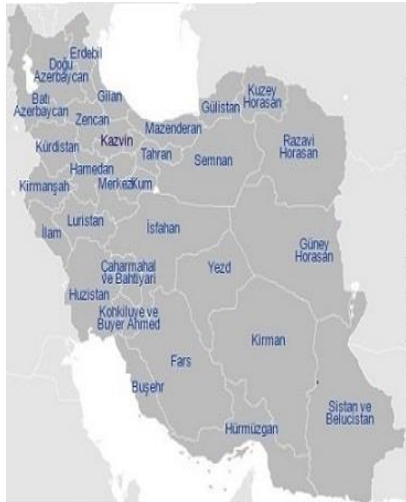 Erdebil
Doğu
Azerbaycan
Batı
Azerbaycan
Gilan
Zencan
Kürdistan
Kazvin
Mazenderan
Gülistan
Kuzey
Horasan
Razavi
Horasan
Tahran
Semnan
Hamedan
Kirmanşah
Merkezi
Kum
Luristan
İlam
İsfahan
Güney
Horasan
Yezd
Çaharmahal
ve Bahtiyari
Huzistan
Kohkiluye ve
Buyer Ahmed
Kirman
Fars
Buşehr
Sistan ve
Belucistan
Hürmüzgan